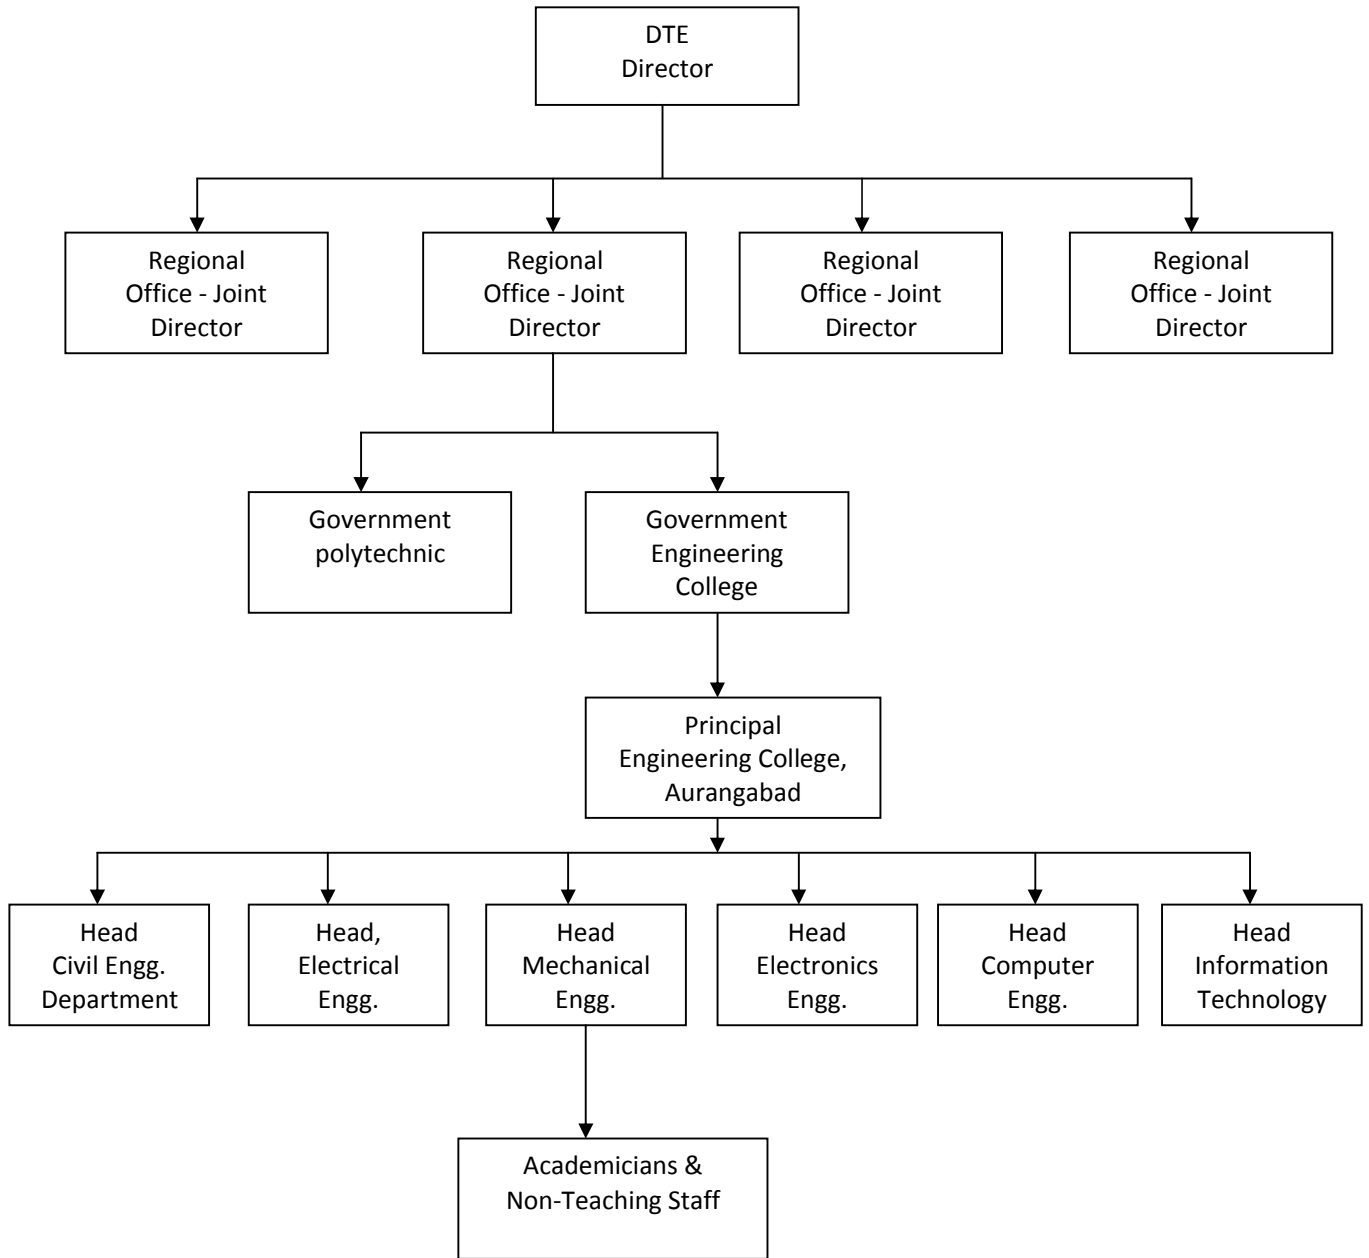 DTE
Director
Regional
Office - Joint
Director
Regional
Office - Joint
Director
Regional
Office - Joint
Director
Regional
Office - Joint
Director
Government
polytechnic
Government
Engineering
College
Principal
Engineering College,
Aurangabad
Head
Civil Engg.
Department
Head,
Electrical
Engg.
Head
Mechanical
Engg.
Head
Electronics
Engg.
Head
Computer
Engg.
Head
Information
Technology
Academicians &
Non-Teaching Staff